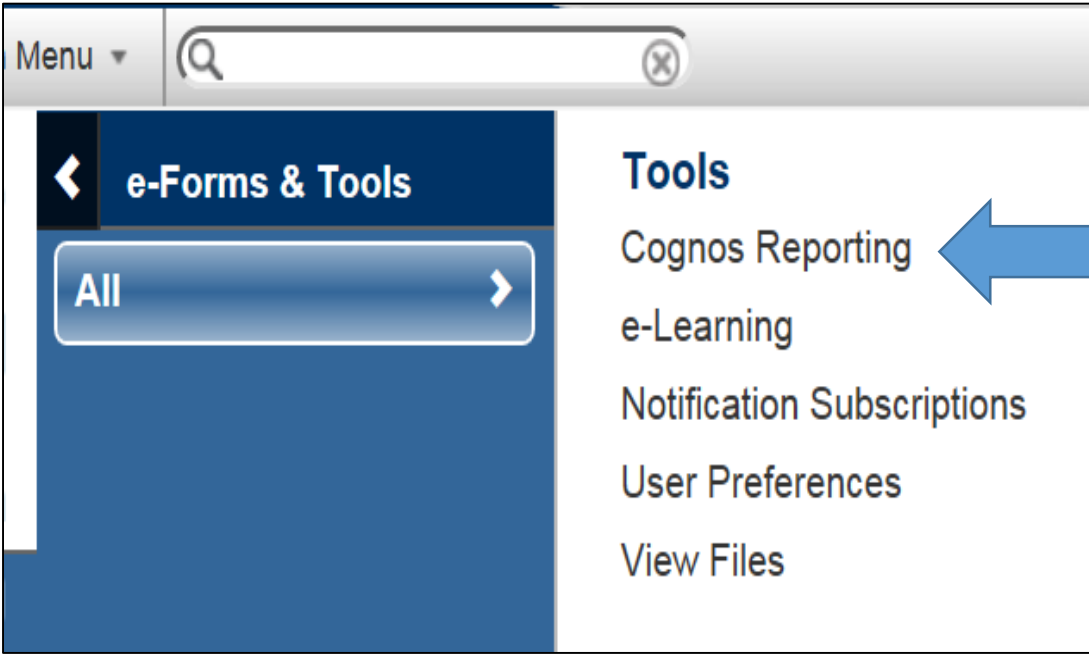 Menu
e-Forms & Tools
All
Tools
Cognos Reporting
e-Learning
Notification Subscriptions
User Preferences
View Files